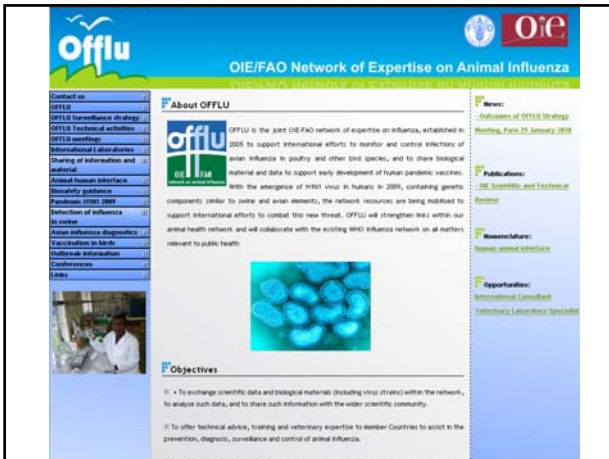 Offlu
OiE
OIE/FAO Network of Expertise on Animal Influenza
Contact us
OFFLU
OFFLU Surveillance strategy
OFFLU Technical activities
OFFLU meetings
International Laboratories
Sharing of information and
material
Animal-human interface
Biosafety guidance
Pandemic H1N1 2009
Detection of influenza
in swine
Avian influenza diagnostics
Vaccination in birds
Outbreak information
Conferences
Links
About OFFLU
offlu
OIE FAO
network on animal influenza
OFFLU is the joint OIE-FAO network of expertise on influenza, established in
2005 to support international efforts to monitor and control infections of
avian influenza in poultry and other bird species, and to share biological
material and data to support early development of human pandemic vaccines.
With the emergence of H1N1 virus in humans in 2009, containing genetic
components similar to swine and avian elements, the network resources are being mobilised to
support international efforts to combat this new threat. OFFLU will strengthen links within our
animal health network and will collaborate with the existing WHO influenza network on all matters
relevant to public health
Objectives
• To exchange scientific data and biological materials (including virus strains) within the network,
to analyse such data, and to share such information with the wider scientific community.
To offer technical advice, training and veterinary expertise to Member Countries to assist in the
prevention, diagnosis, surveillance and control of animal influenza.
News:
- Outcomes of OFFLU Strategy
Meeting, Paris 25 January 2010
Publications:
- OIE Scientific and Technical
Review
Nomenclature:
human animal interface
Opportunities:
International Consultant
Veterinary Laboratory Specialist